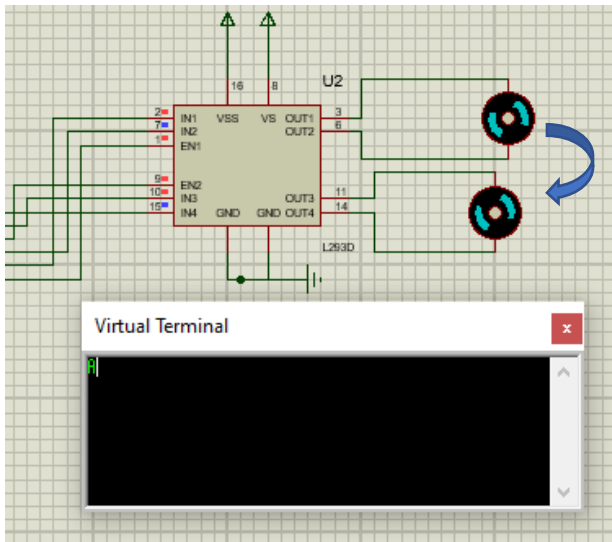 U2
16 8
2 IN1 VSS VS OUT1 3
7 IN2 OUT2 6
1 EN1
9 EN2
10 IN3 OUT3 11
15 IN4 GND GND OUT4 14
L293D
Virtual Terminal
x
A